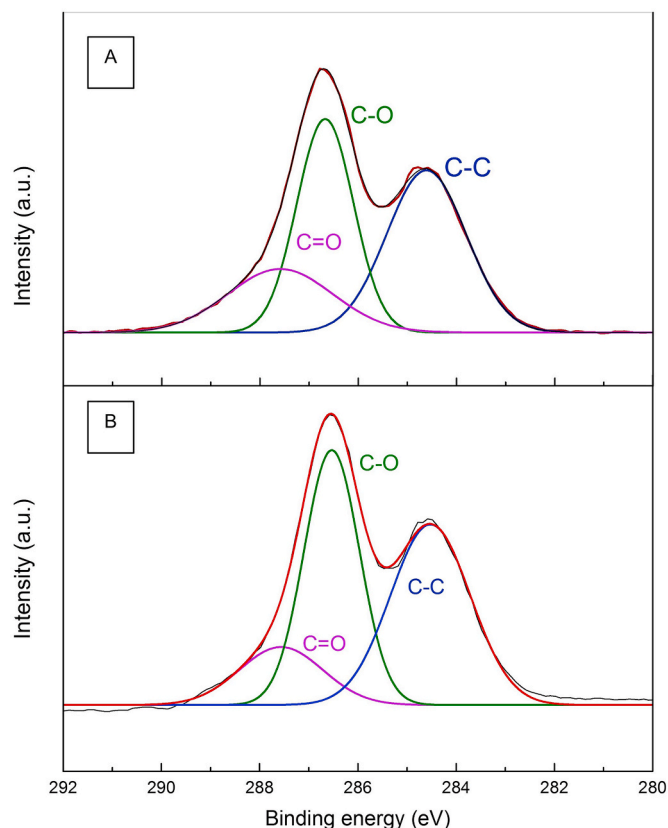 A
C-O
C-C
C=O
Intensity (a.u.)
B
C-O
C-C
C=O
Intensity (a.u.)
292 290 288 286 284 282 280
Binding energy (eV)